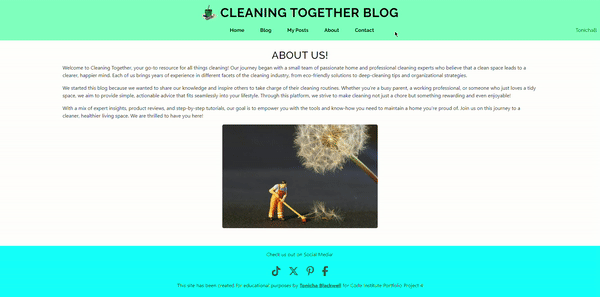 CLEANING TOGETHER BLOG
Home Blog My Posts About Contact
ABOUT US!
Welcome to Cleaning Together, your go-to resource for all things cleaning! Our journey began with a small team of passionate home and professional cleaning experts who believe that a clean space leads to a
clearer, happier mind. Each of us brings years of experience in different facets of the cleaning industry, from eco-friendly solutions to deep-cleaning tips and organizational strategies.
We started this blog because we wanted to share our knowledge and inspire others to take charge of their cleaning routines. Whether you're a busy parent, a working professional, or someone who just loves a tidy
space, we aim to provide simple, actionable advice that fits seamlessly into your lifestyle. Through this platform, we strive to make cleaning not just a chore but something rewarding and even enjoyable!
With a mix of expert insights, product reviews, and step-by-step tutorials, our goal is to empower you with the tools and know-how you need to maintain a home you're proud of. Join us on this journey to a
cleaner, healthier living space. We are thrilled to have you here!
Check us out on Social Media!
This site has been created for educational purposes by Tonicha Blackwell for Code Institute Portfolio Project 4